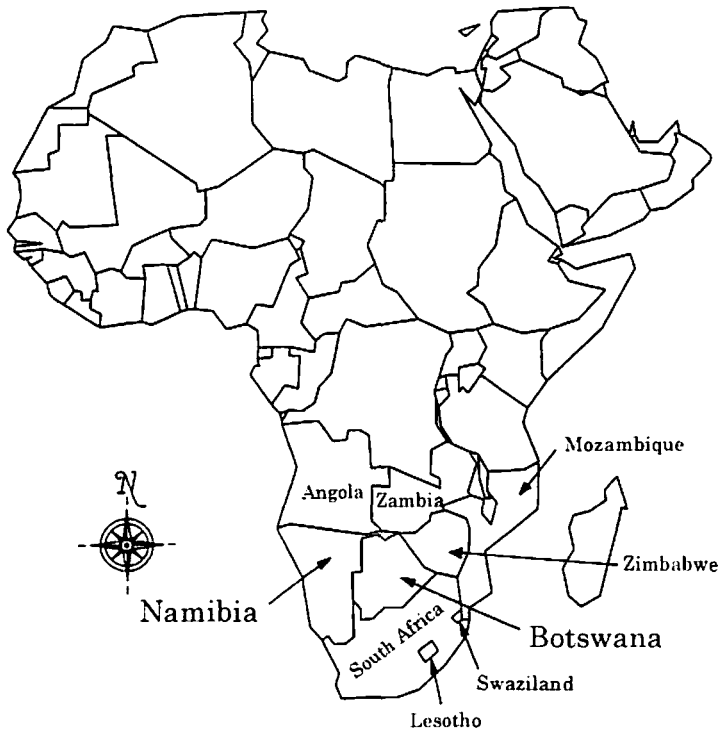 Mozambique
N
Angola
Zambia
Zimbabwe
Namibia
South Africa
Botswana
Swaziland
Lesotho